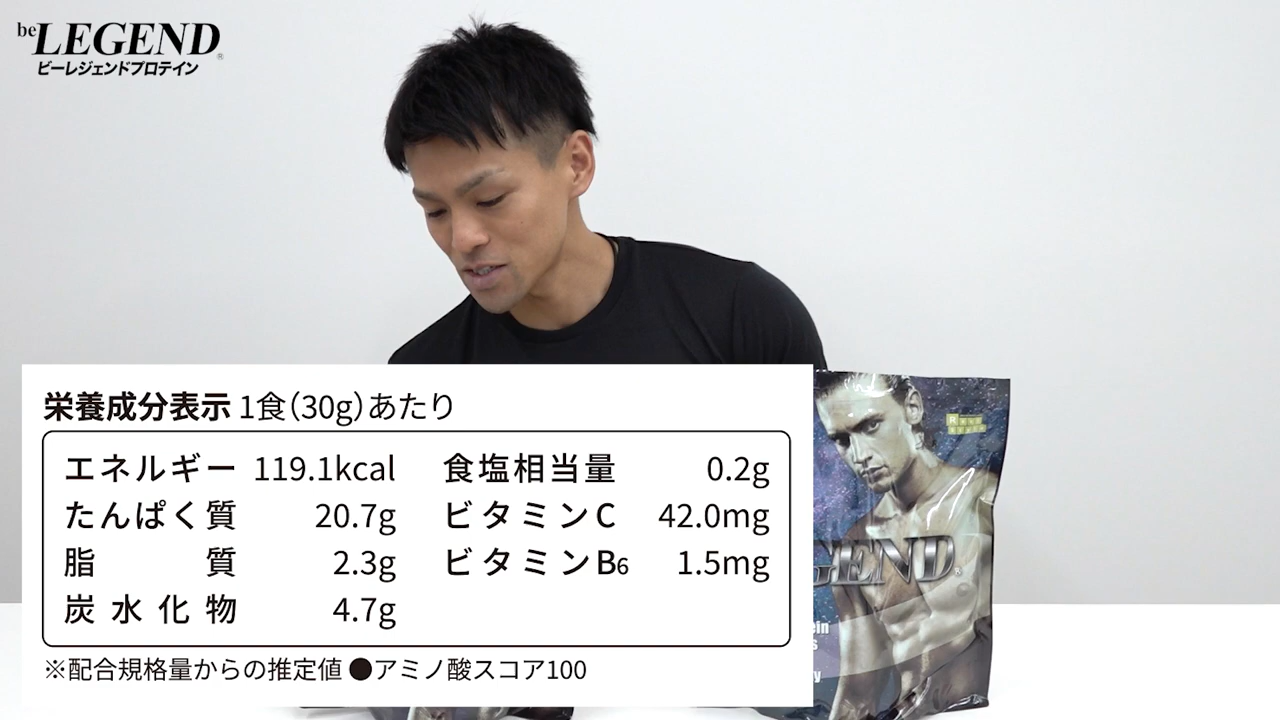 be LEGEND®
ビーレジェンドプロテイン
栄養成分表示 1食(30g)あたり
エネルギー 119.1kcal
たんぱく質 20.7g
脂質 2.3g
炭水化物 4.7g
食塩相当量 0.2g
ビタミンC 42.0mg
ビタミンB6 1.5mg
※配合規格量からの推定値 ●アミノ酸スコア100
GEND